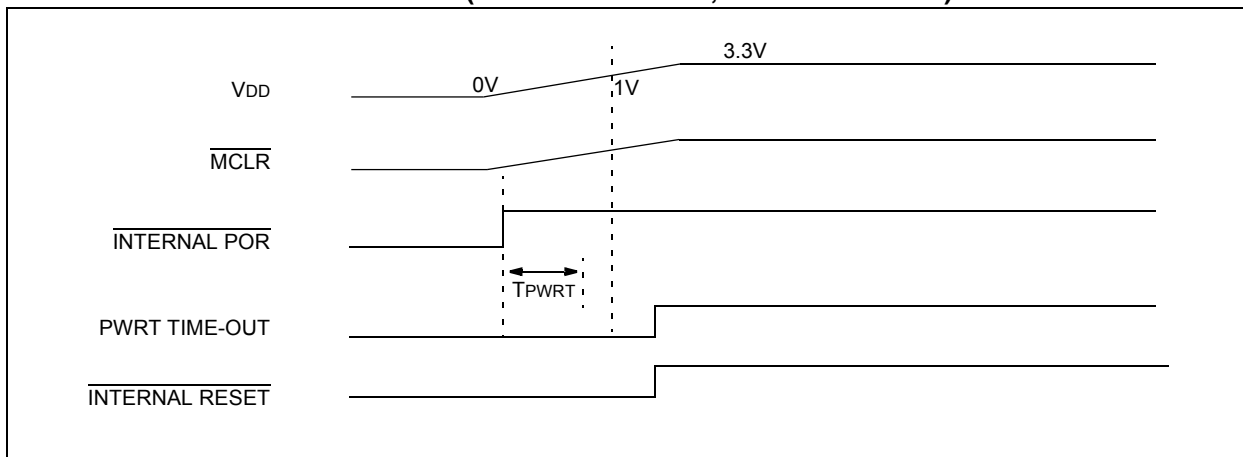 3.3V
VDD
0V
1V
MCLR
INTERNAL POR
TPWRT
PWRT TIME-OUT
INTERNAL RESET